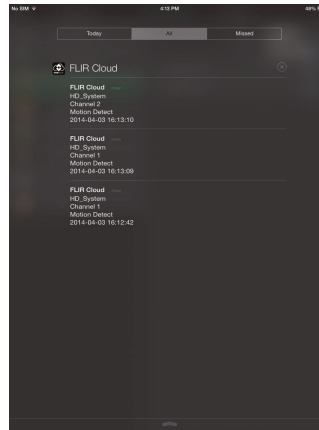 No SIM 4:13 PM 48%
Today All Missed
FLIR Cloud
FLIR Cloud
HD_System
Channel 2
Motion Detect
2014-04-03 16:13:10
FLIR Cloud
HD_System
Channel 1
Motion Detect
2014-04-03 16:13:09
FLIR Cloud
HD_System
Channel 1
Motion Detect
2014-04-03 16:12:42